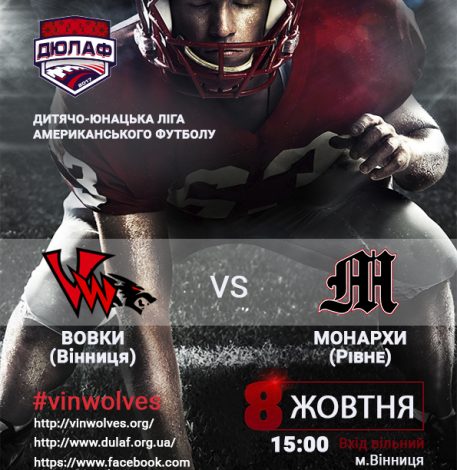 ДЮЛАФ
2017
ДИТЯЧО-ЮНАЦЬКА ЛІГА
АМЕРИКАНСЬКОГО ФУТБОЛУ
VS
ВОВКИ
(Вінниця)
МОНАРХИ
(Рівне)
#vinwolves
http://vinwolves.org/
http://www.dulaf.org.ua/
https://www.facebook.com
8 ЖОВТНЯ
15:00 Вхід вільний
м.Вінниця